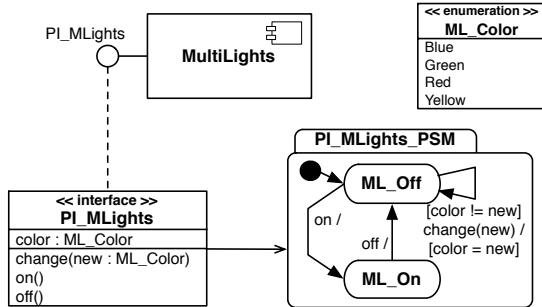 PI_MLights
MultiLights
<< enumeration >>
ML_Color
Blue
Green
Red
Yellow
<< interface >>
PI_MLights
color : ML_Color
change(new : ML_Color)
on()
off()
PI_MLights_PSM
ML_Off
on /
off /
[color != new]
change(new) /
[color = new]
ML_On